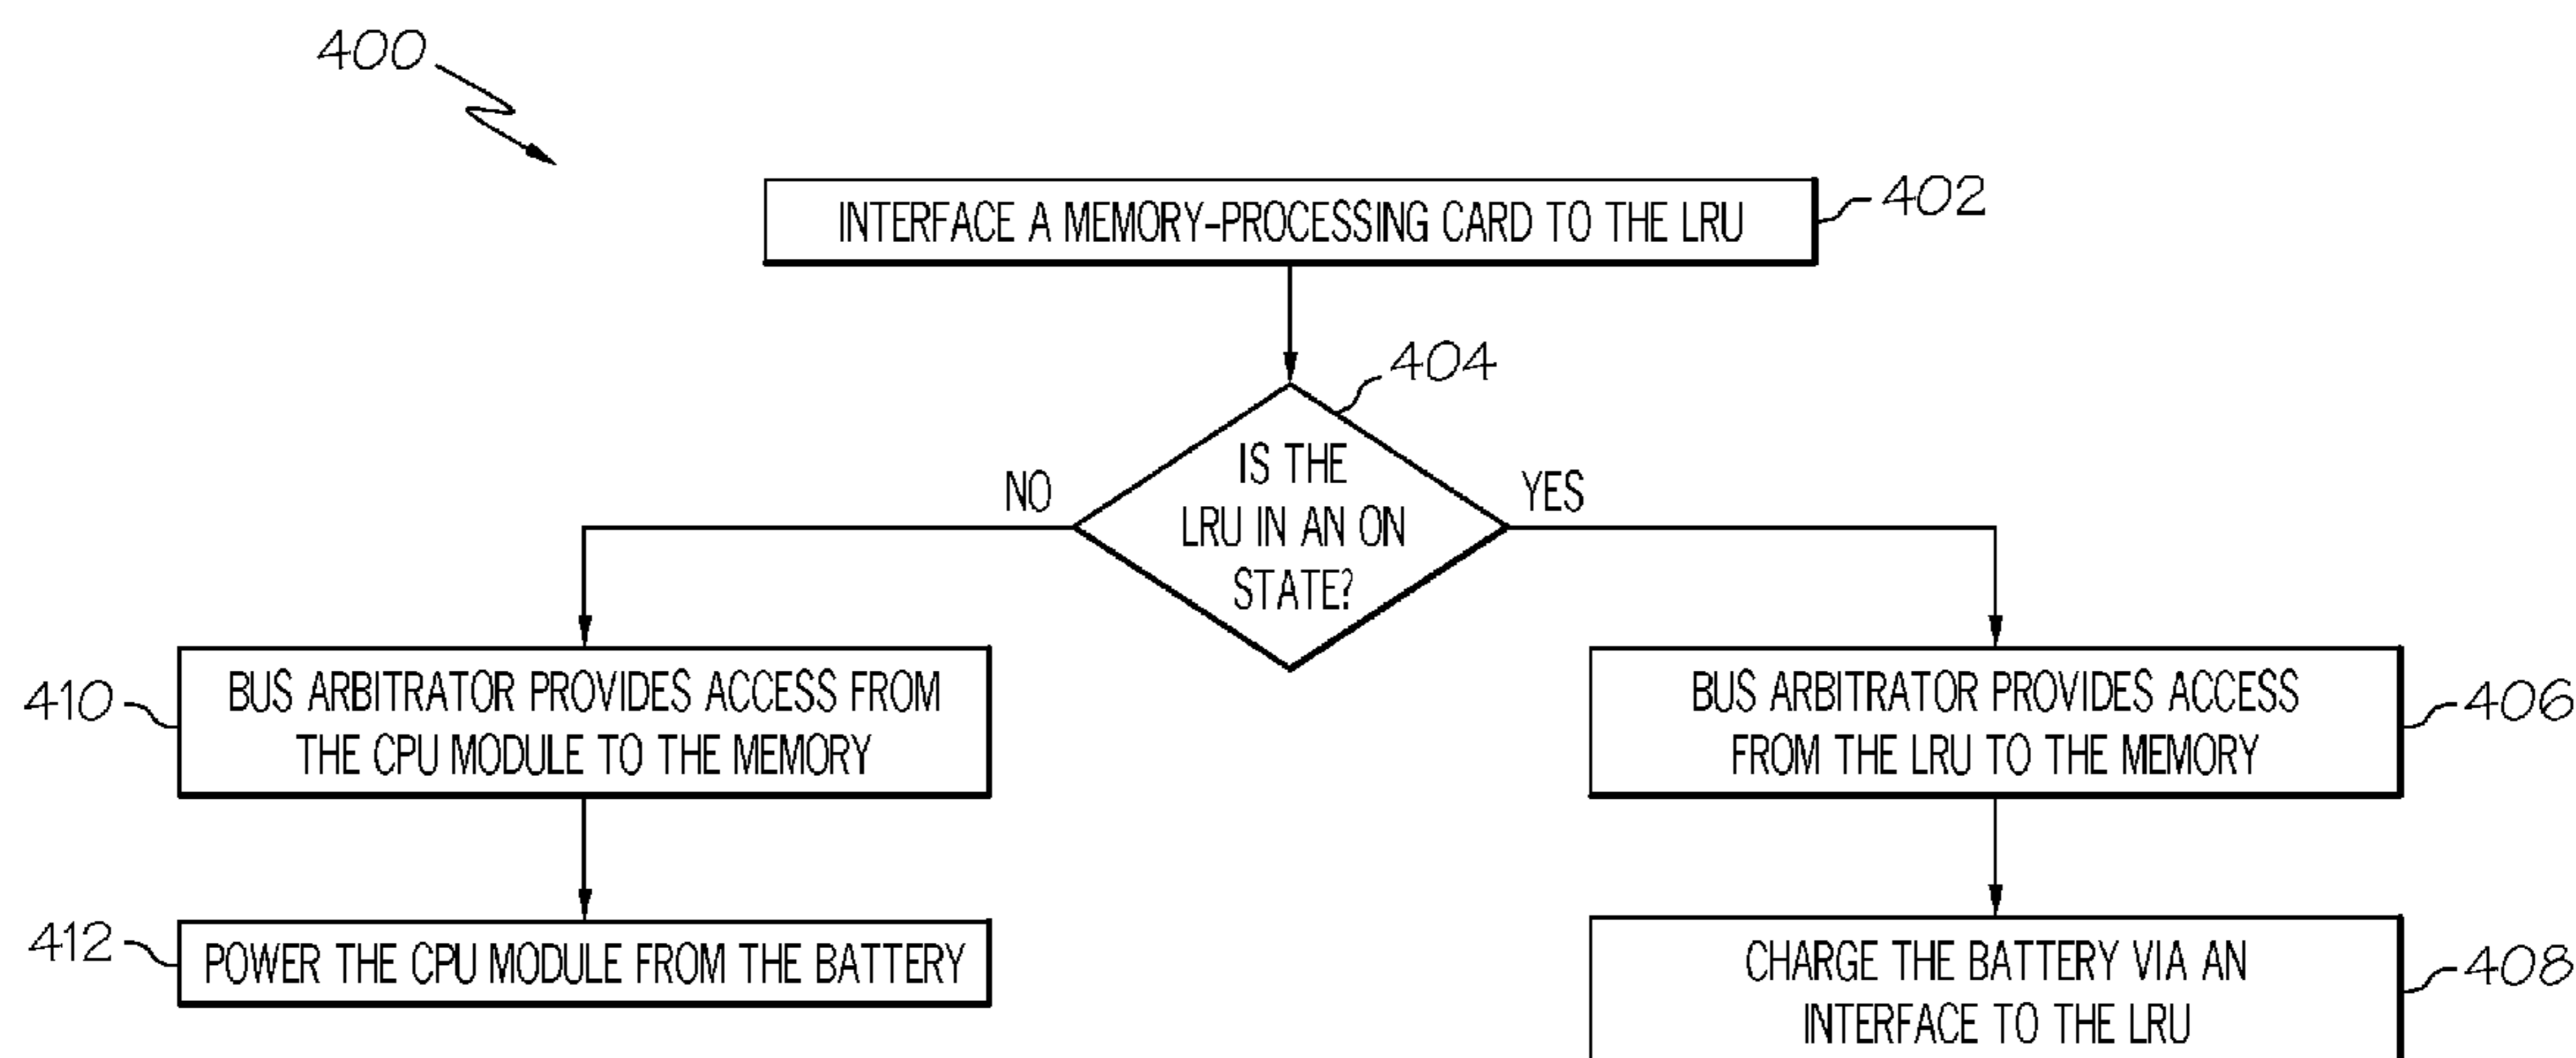 400
INTERFACE A MEMORY-PROCESSING CARD TO THE LRU
402
404
IS THE
LRU IN AN ON
STATE?
NO
YES
410
BUS ARBITRATOR PROVIDES ACCESS FROM
THE CPU MODULE TO THE MEMORY
BUS ARBITRATOR PROVIDES ACCESS
FROM THE LRU TO THE MEMORY
406
412
POWER THE CPU MODULE FROM THE BATTERY
CHARGE THE BATTERY VIA AN
INTERFACE TO THE LRU
408